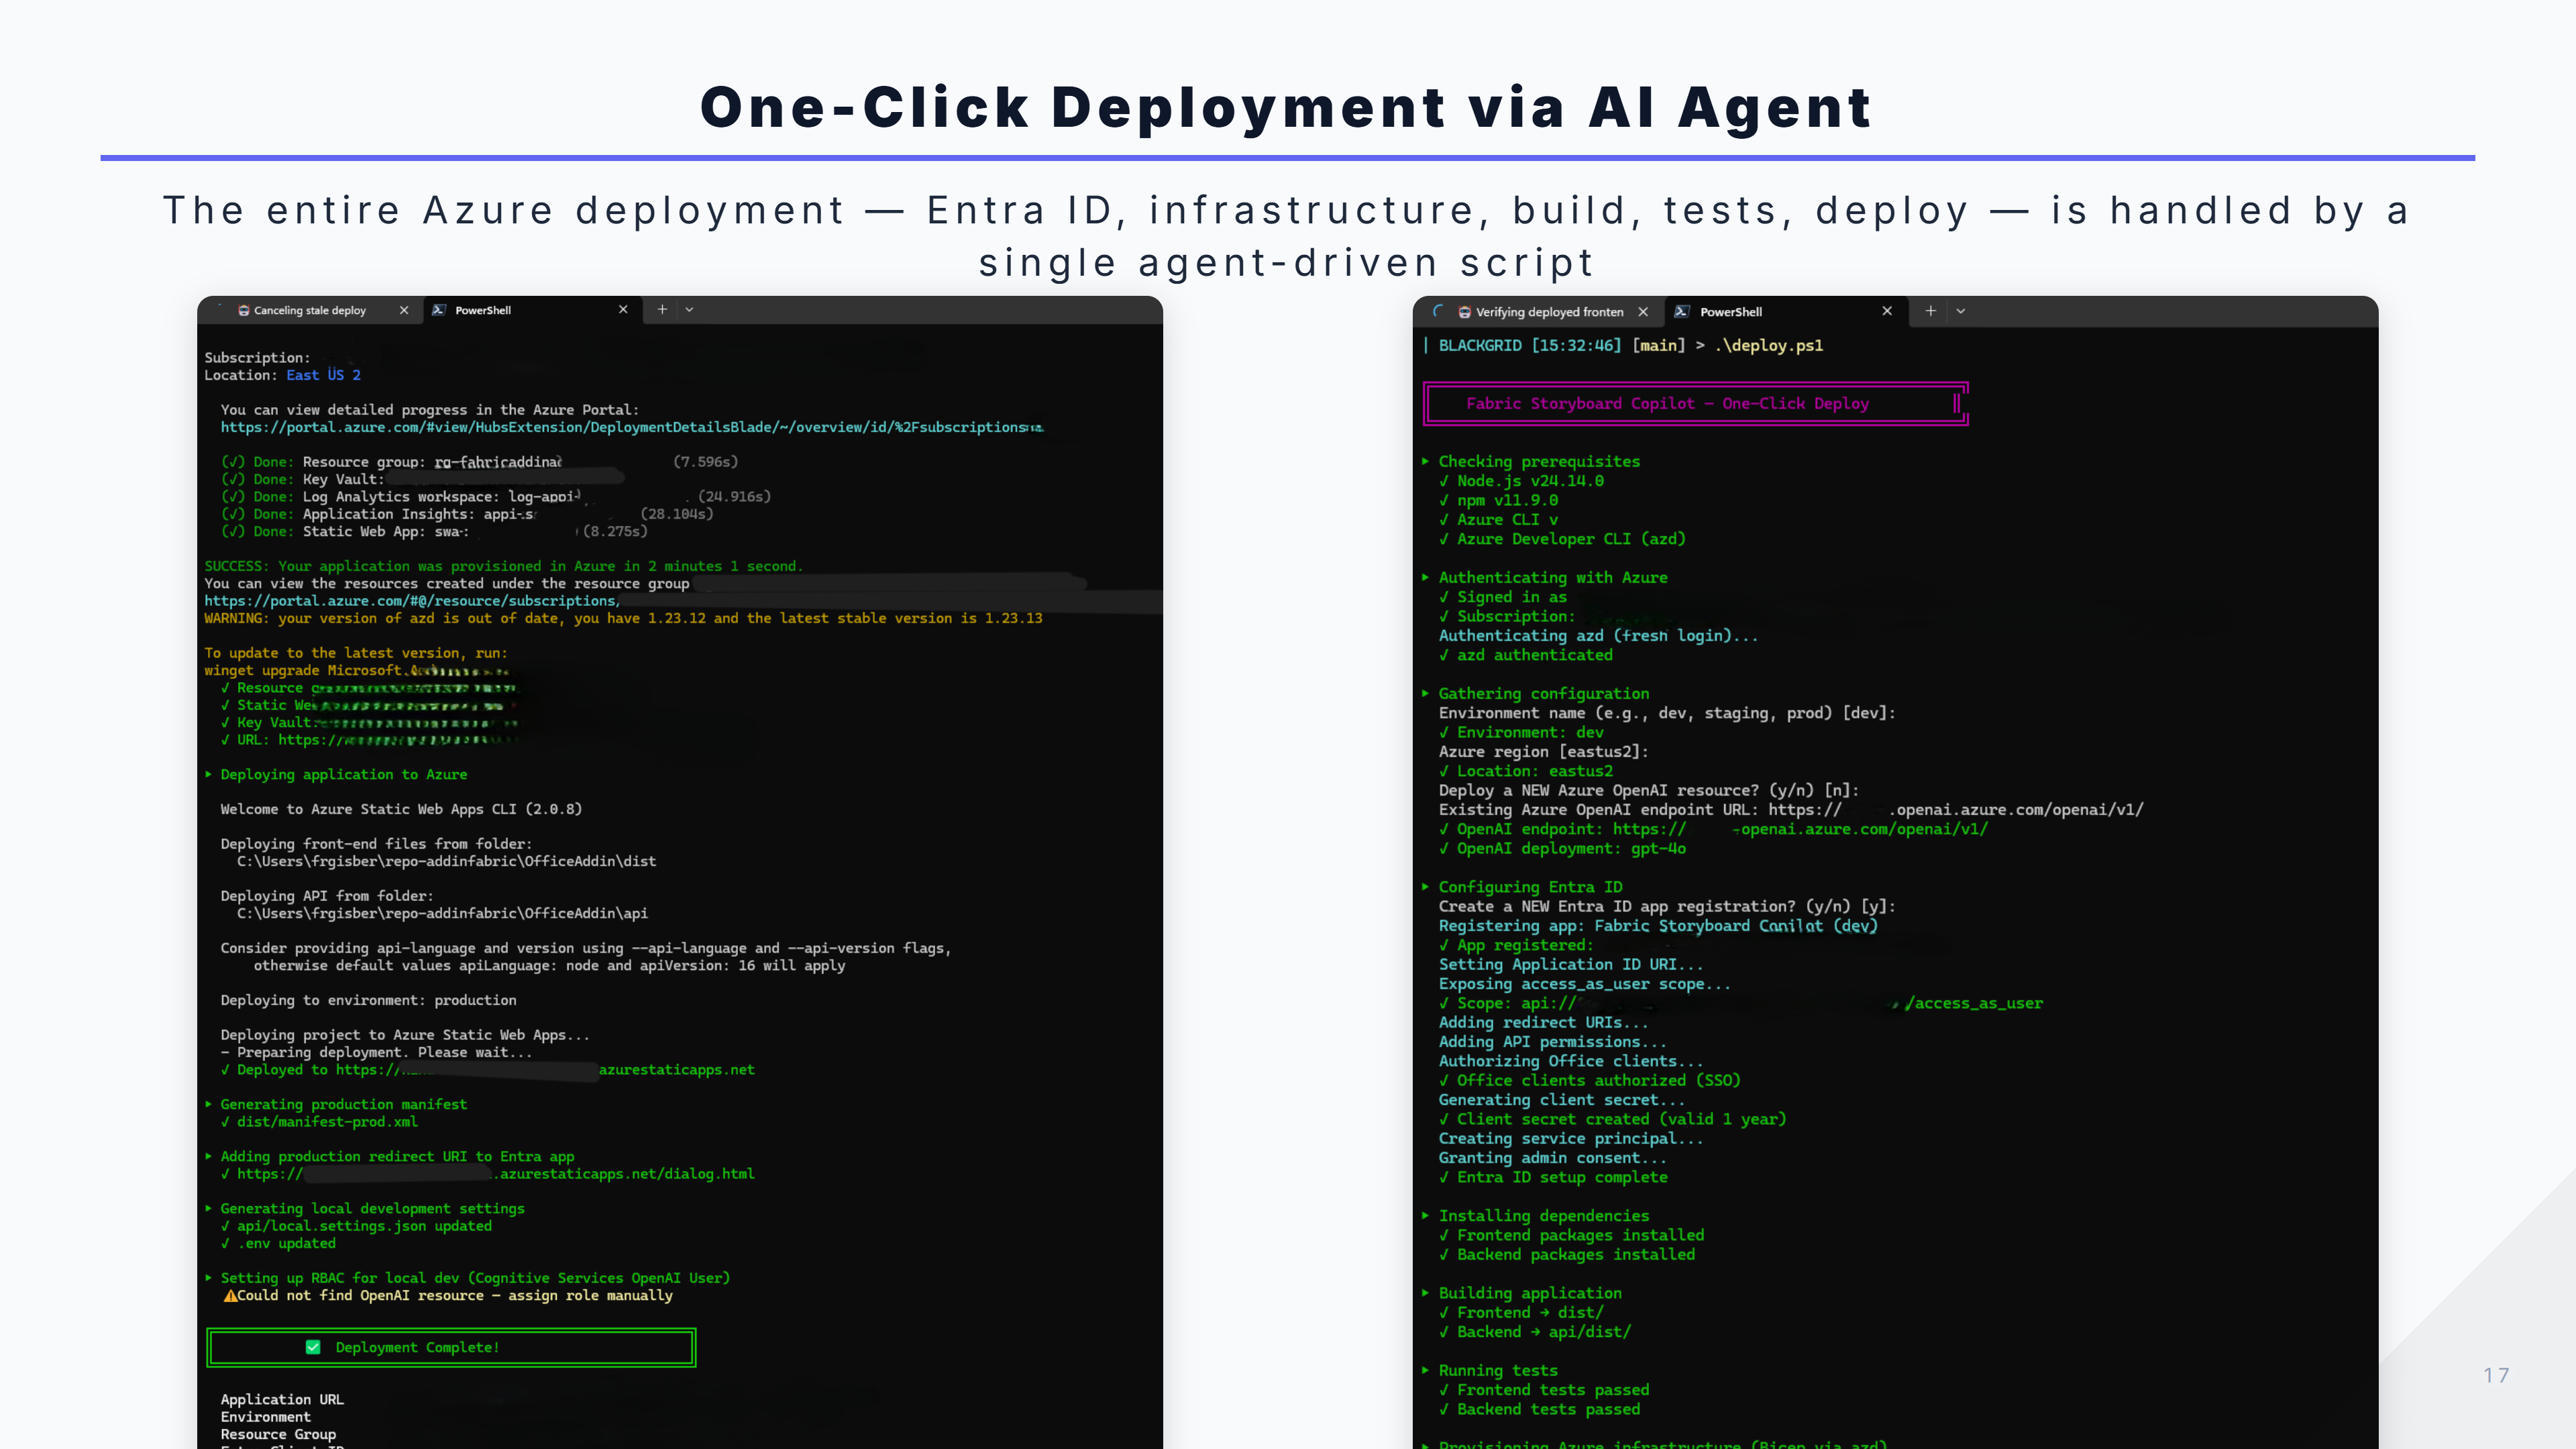 One-Click Deployment via AI Agent
The entire Azure deployment — Entra ID, infrastructure, build, tests, deploy — is handled by a
single agent-driven script
Canceling stale deploy
PowerShell
Subscription:
Location: East US 2
You can view detailed progress in the Azure Portal:
https://portal.azure.com/#view/HubsExtension/DeploymentDetailsBlade/~/overview/id/%2Fsubscriptions
(✓) Done: Resource group: rg-fabricaddina (7.596s)
(✓) Done: Key Vault:
(✓) Done: Log Analytics workspace: log-appi- (24.916s)
(✓) Done: Application Insights: appi-s (28.104s)
(✓) Done: Static Web App: swa- (8.275s)
SUCCESS: Your application was provisioned in Azure in 2 minutes 1 second.
You can view the resources created under the resource group
https://portal.azure.com/#@/resource/subscriptions/
WARNING: your version of azd is out of date, you have 1.23.12 and the latest stable version is 1.23.13
To update to the latest version, run:
winget upgrade Microsoft.
✓ Resource
✓ Static We
✓ Key Vault:
✓ URL: https://
▸ Deploying application to Azure
Welcome to Azure Static Web Apps CLI (2.0.8)
Deploying front-end files from folder:
C:\Users\frgisber\repo-addinfabric\OfficeAddin\dist
Deploying API from folder:
C:\Users\frgisber\repo-addinfabric\OfficeAddin\api
Consider providing api-language and version using --api-language and --api-version flags,
otherwise default values apiLanguage: node and apiVersion: 16 will apply
Deploying to environment: production
Deploying project to Azure Static Web Apps...
- Preparing deployment. Please wait...
✓ Deployed to https:// azurestaticapps.net
▸ Generating production manifest
✓ dist/manifest-prod.xml
▸ Adding production redirect URI to Entra app
✓ https:// .azurestaticapps.net/dialog.html
▸ Generating local development settings
✓ api/local.settings.json updated
✓ .env updated
▸ Setting up RBAC for local dev (Cognitive Services OpenAI User)
⚠Could not find OpenAI resource — assign role manually
✅ Deployment Complete!
Application URL
Environment
Resource Group
Verifying deployed fronten
PowerShell
| BLACKGRID [15:32:46] [main] > .\deploy.ps1
Fabric Storyboard Copilot — One-Click Deploy
▸ Checking prerequisites
✓ Node.js v24.14.0
✓ npm v11.9.0
✓ Azure CLI v
✓ Azure Developer CLI (azd)
▸ Authenticating with Azure
✓ Signed in as
✓ Subscription:
Authenticating azd (fresh login)...
✓ azd authenticated
▸ Gathering configuration
Environment name (e.g., dev, staging, prod) [dev]:
✓ Environment: dev
Azure region [eastus2]:
✓ Location: eastus2
Deploy a NEW Azure OpenAI resource? (y/n) [n]:
Existing Azure OpenAI endpoint URL: https:// .openai.azure.com/openai/v1/
✓ OpenAI endpoint: https:// -openai.azure.com/openai/v1/
✓ OpenAI deployment: gpt-4o
▸ Configuring Entra ID
Create a NEW Entra ID app registration? (y/n) [y]:
Registering app: Fabric Storyboard Copilot (dev)
✓ App registered:
Setting Application ID URI...
Exposing access_as_user scope...
✓ Scope: api:// /access_as_user
Adding redirect URIs...
Adding API permissions...
Authorizing Office clients...
✓ Office clients authorized (SSO)
Generating client secret...
✓ Client secret created (valid 1 year)
Creating service principal...
Granting admin consent...
✓ Entra ID setup complete
▸ Installing dependencies
✓ Frontend packages installed
✓ Backend packages installed
▸ Building application
✓ Frontend → dist/
✓ Backend → api/dist/
▸ Running tests
✓ Frontend tests passed
✓ Backend tests passed
▸ Provisioning Azure infrastructure (Bicep via azd)
17